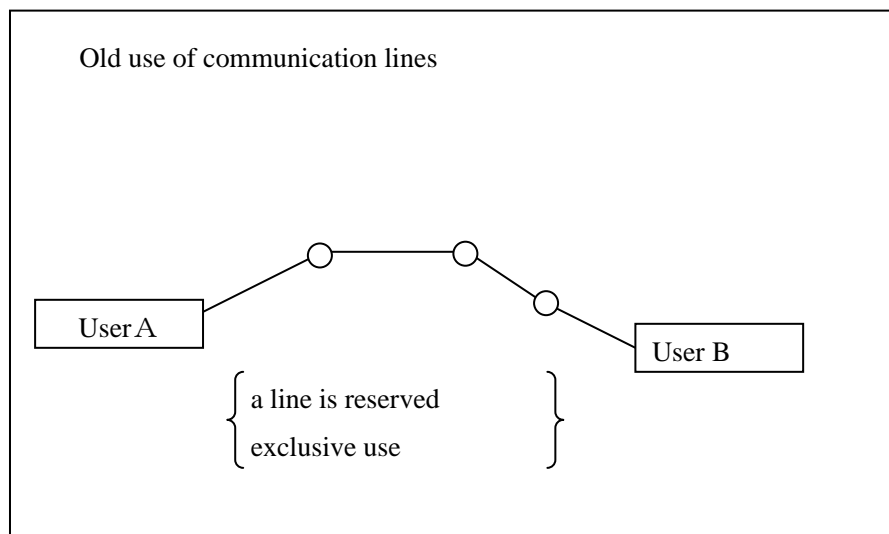 Old use of communication lines
User A
User B
a line is reserved
exclusive use